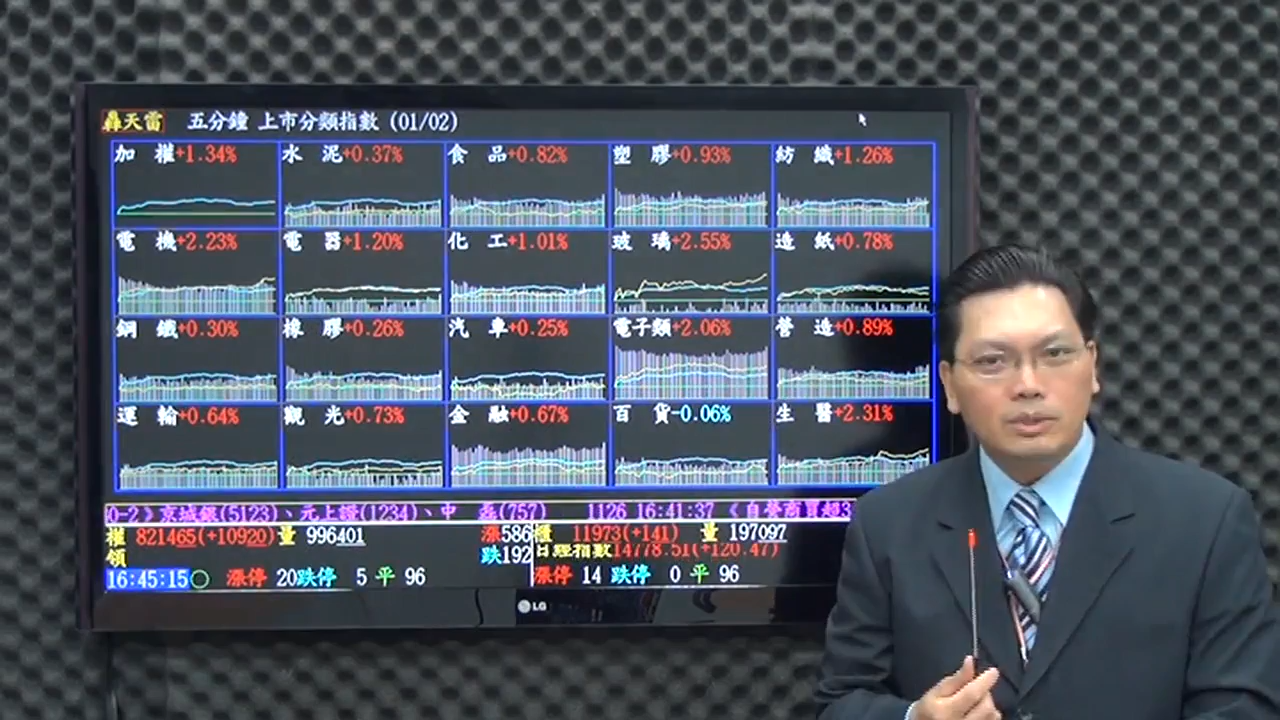 轟天雷 五分鐘 上市分類指數 (01/02)
加 權+1.34% 水 泥+0.37% 食 品+0.82% 塑 膠+0.93% 紡 織+1.26%
電 機+2.23% 電 器+1.20% 化 工+1.01% 玻 璃+2.55% 造 紙+0.78%
鋼 鐵+0.30% 橡 膠+0.26% 汽 車+0.25% 電子類+2.06% 營 造+0.89%
運 輸+0.64% 觀 光+0.73% 金 融+0.67% 百 貨-0.06% 生 醫+2.31%
0-2》京城銀(5123)、元上證(1234)、中 (757) 1126 16:41:37 《自營商買超
權 821465(+10920) 量 996401 漲586 櫃 11973(+141) 量 197097
領 跌192 日經指數14778.51(+120.47)
16:45:15 漲停 20跌停 5 平 96 漲停 14 跌停 0 平 96
LG